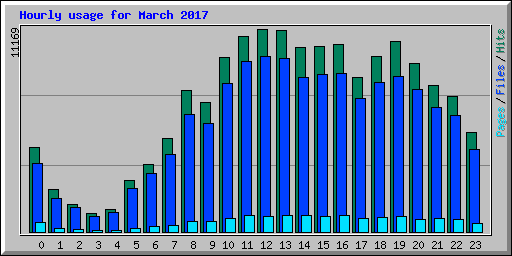 Hourly usage for March 2017
11169
Pages/Files/Hits
0 1 2 3 4 5 6 7 8 9 10 11 12 13 14 15 16 17 18 19 20 21 22 23